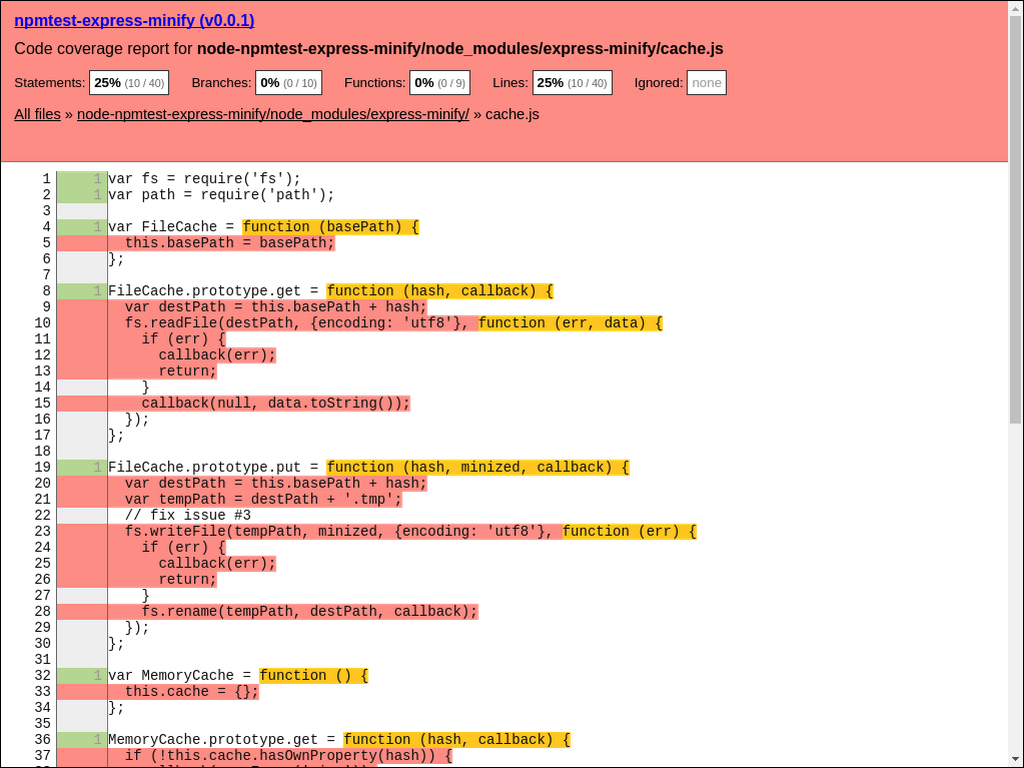 npmtest-express-minify (v0.0.1)
Code coverage report for node-npmtest-express-minify/node_modules/express-minify/cache.js
Statements: 25% (10 / 40) Branches: 0% (0 / 10) Functions: 0% (0 / 9) Lines: 25% (10 / 40) Ignored: none
All files » node-npmtest-express-minify/node_modules/express-minify/ » cache.js
1 1 var fs = require('fs');
2 1 var path = require('path');
3
4 1 var FileCache = function (basePath) {
5 this.basePath = basePath;
6 };
7
8 1 FileCache.prototype.get = function (hash, callback) {
9 var destPath = this.basePath + hash;
10 fs.readFile(destPath, {encoding: 'utf8'}, function (err, data) {
11 if (err) {
12 callback(err);
13 return;
14 }
15 callback(null, data.toString());
16 });
17 };
18
19 1 FileCache.prototype.put = function (hash, minized, callback) {
20 var destPath = this.basePath + hash;
21 var tempPath = destPath + '.tmp';
22 // fix issue #3
23 fs.writeFile(tempPath, minized, {encoding: 'utf8'}, function (err) {
24 if (err) {
25 callback(err);
26 return;
27 }
28 fs.rename(tempPath, destPath, callback);
29 });
30 };
31
32 1 var MemoryCache = function () {
33 this.cache = {};
34 };
35
36 1 MemoryCache.prototype.get = function (hash, callback) {
37 if (!this.cache.hasOwnProperty(hash)) {